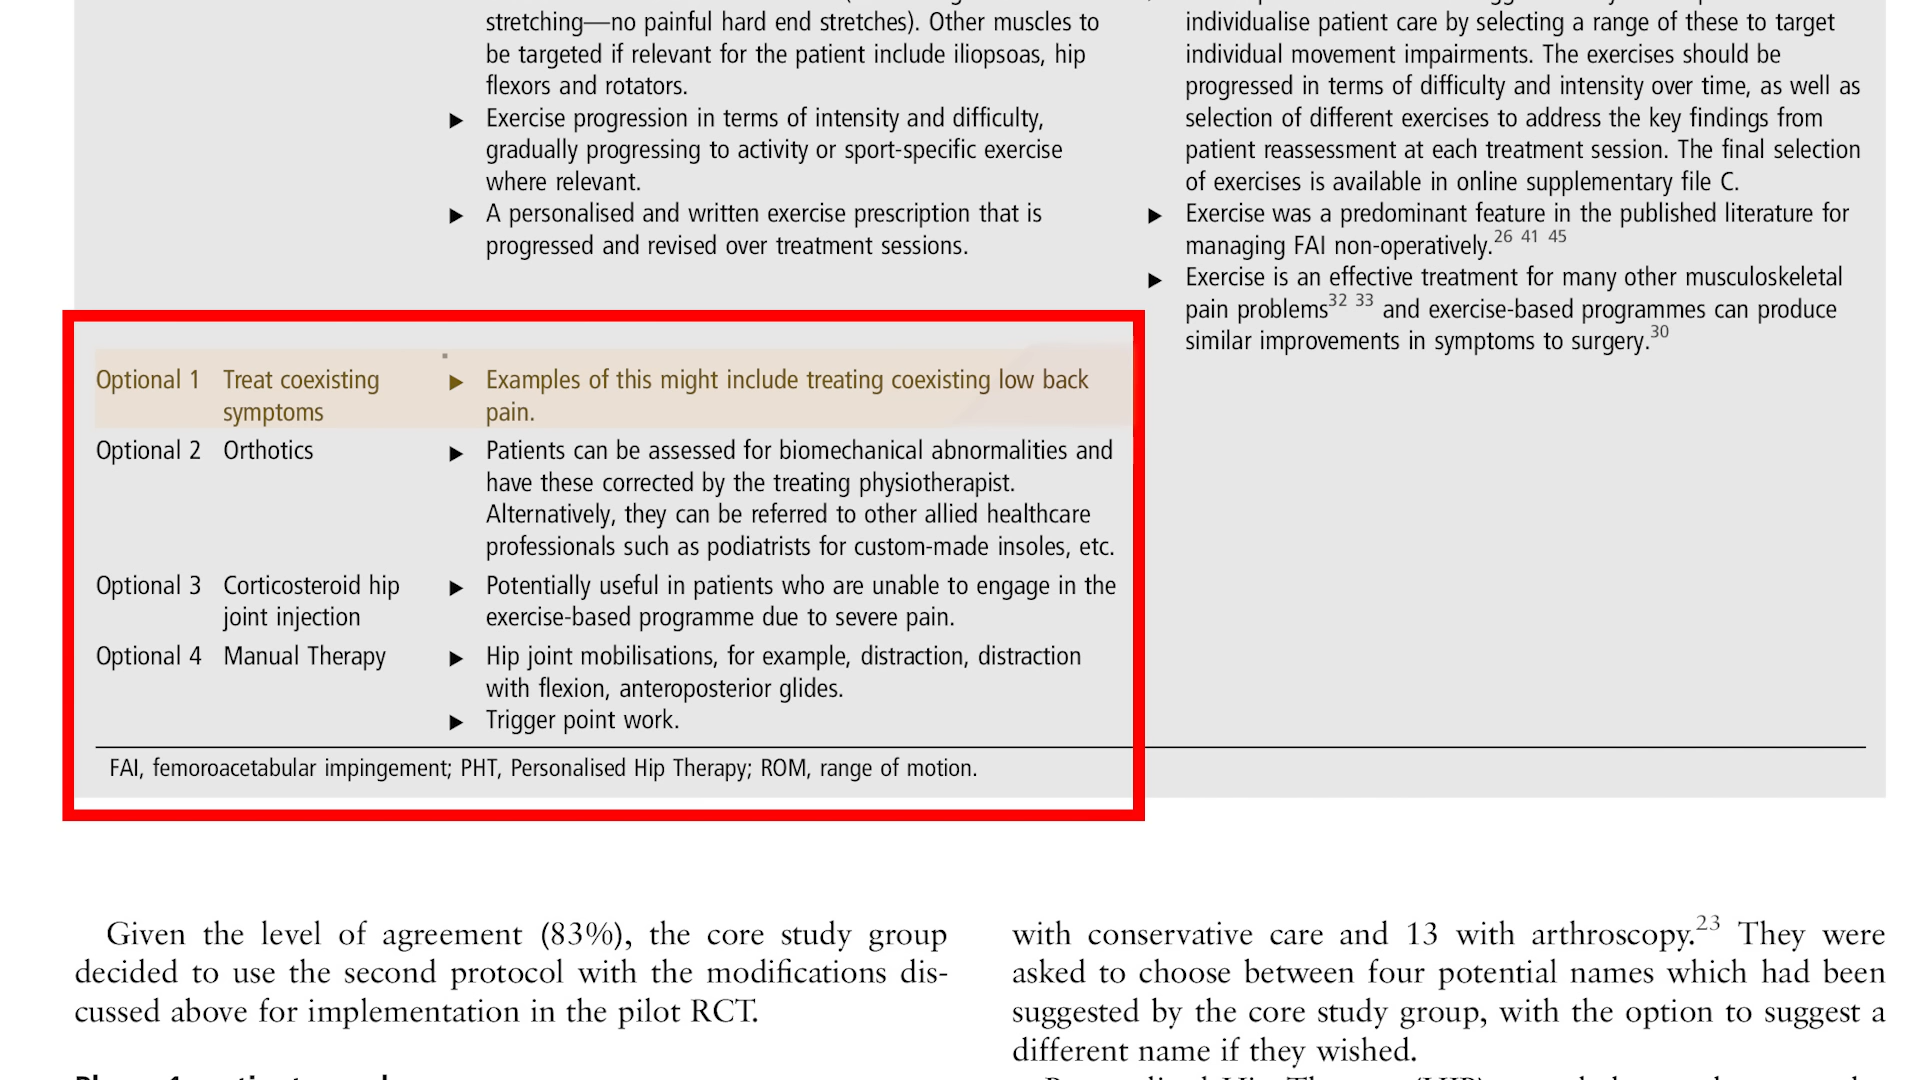 stretching—no painful hard end stretches). Other muscles to
be targeted if relevant for the patient include iliopsoas, hip
flexors and rotators.
▶ Exercise progression in terms of intensity and difficulty,
gradually progressing to activity or sport-specific exercise
where relevant.
▶ A personalised and written exercise prescription that is
progressed and revised over treatment sessions.
individualise patient care by selecting a range of these to target
individual movement impairments. The exercises should be
progressed in terms of difficulty and intensity over time, as well as
selection of different exercises to address the key findings from
patient reassessment at each treatment session. The final selection
of exercises is available in online supplementary file C.
▶ Exercise was a predominant feature in the published literature for
managing FAI non-operatively.26 41 45
▶ Exercise is an effective treatment for many other musculoskeletal
pain problems32 33 and exercise-based programmes can produce
similar improvements in symptoms to surgery.30
Optional 1 Treat coexisting ▶ Examples of this might include treating coexisting low back
symptoms pain.
Optional 2 Orthotics ▶ Patients can be assessed for biomechanical abnormalities and
have these corrected by the treating physiotherapist.
Alternatively, they can be referred to other allied healthcare
professionals such as podiatrists for custom-made insoles, etc.
Optional 3 Corticosteroid hip ▶ Potentially useful in patients who are unable to engage in the
joint injection exercise-based programme due to severe pain.
Optional 4 Manual Therapy ▶ Hip joint mobilisations, for example, distraction, distraction
with flexion, anteroposterior glides.
▶ Trigger point work.
FAI, femoroacetabular impingement; PHT, Personalised Hip Therapy; ROM, range of motion.
Given the level of agreement (83%), the core study group
decided to use the second protocol with the modifications dis-
cussed above for implementation in the pilot RCT.
with conservative care and 13 with arthroscopy.23 They were
asked to choose between four potential names which had been
suggested by the core study group, with the option to suggest a
different name if they wished.